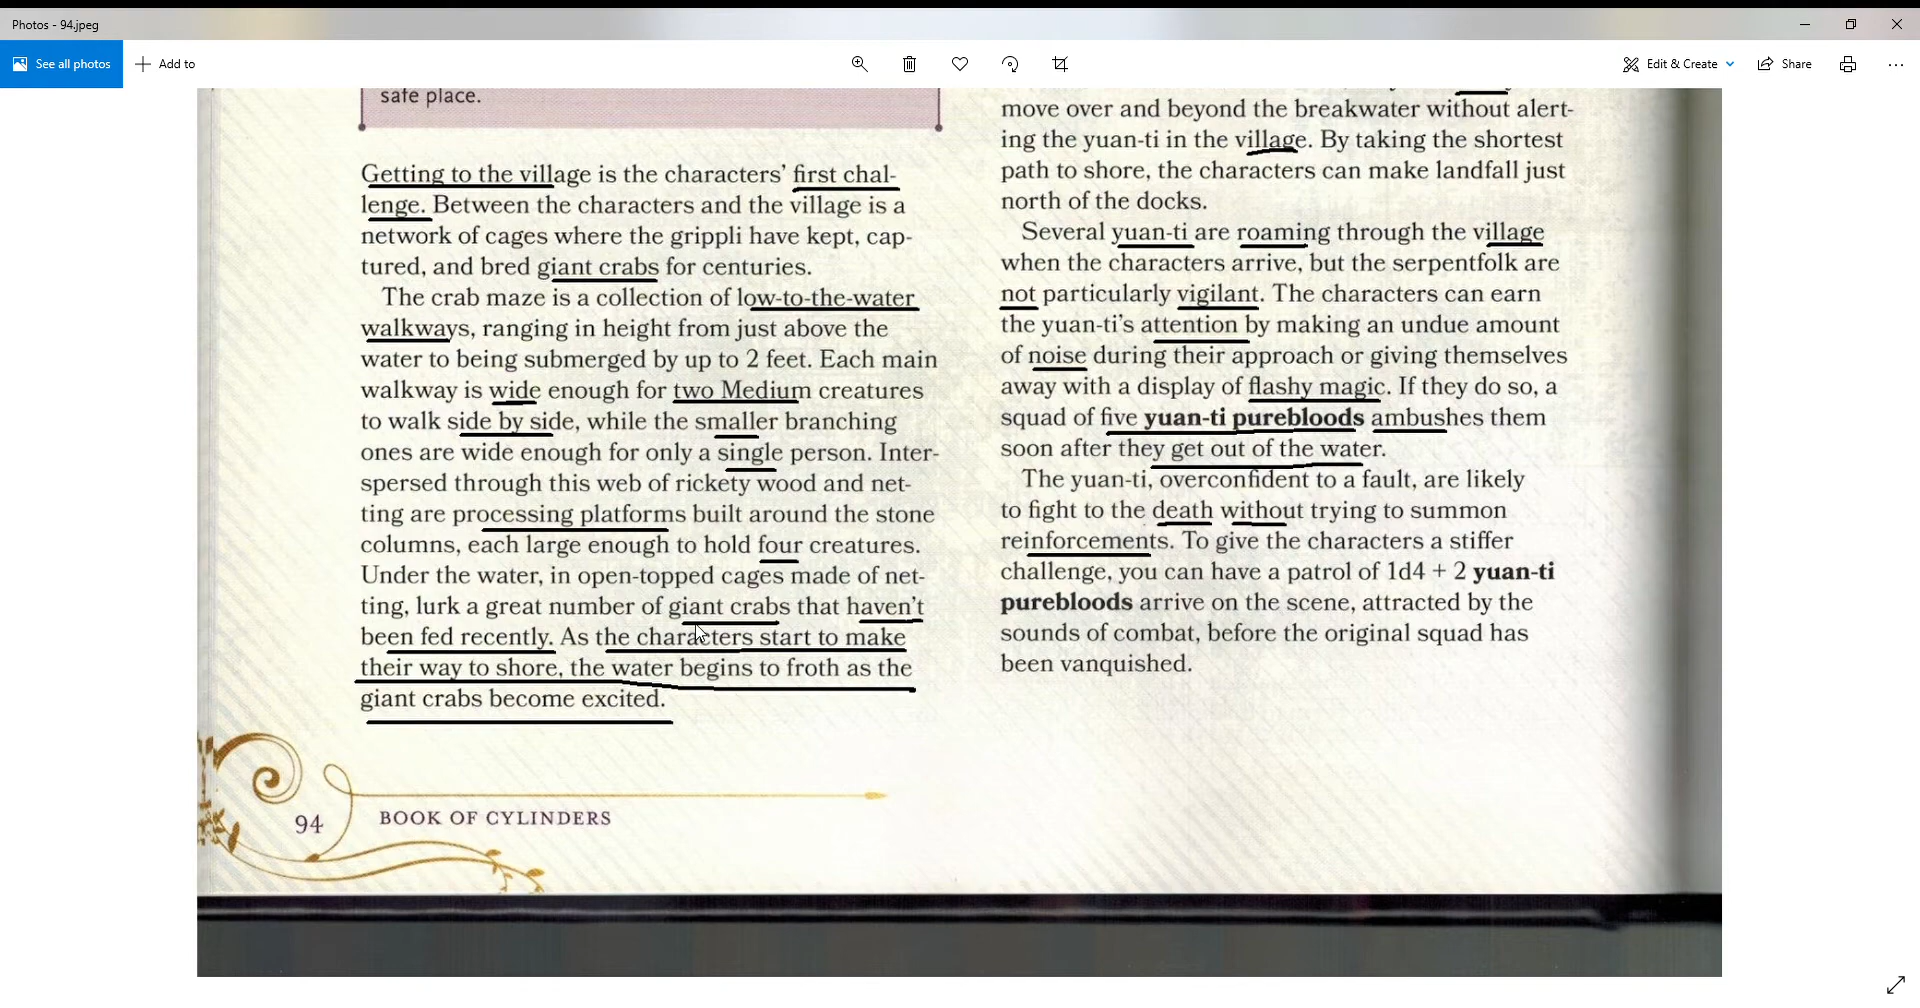 Photos - 94.jpeg
See all photos
Add to
Edit & Create
Share
safe place.
Getting to the village is the characters' first chal-
lenge. Between the characters and the village is a
network of cages where the grippli have kept, cap-
tured, and bred giant crabs for centuries.
The crab maze is a collection of low-to-the-water
walkways, ranging in height from just above the
water to being submerged by up to 2 feet. Each main
walkway is wide enough for two Medium creatures
to walk side by side, while the smaller branching
ones are wide enough for only a single person. Inter-
spersed through this web of rickety wood and net-
ting are processing platforms built around the stone
columns, each large enough to hold four creatures.
Under the water, in open-topped cages made of net-
ting, lurk a great number of giant crabs that haven't
been fed recently. As the characters start to make
their way to shore, the water begins to froth as the
giant crabs become excited.
move over and beyond the breakwater without alert-
ing the yuan-ti in the village. By taking the shortest
path to shore, the characters can make landfall just
north of the docks.
Several yuan-ti are roaming through the village
when the characters arrive, but the serpentfolk are
not particularly vigilant. The characters can earn
the yuan-ti's attention by making an undue amount
of noise during their approach or giving themselves
away with a display of flashy magic. If they do so, a
squad of five yuan-ti purebloods ambushes them
soon after they get out of the water.
The yuan-ti, overconfident to a fault, are likely
to fight to the death without trying to summon
reinforcements. To give the characters a stiffer
challenge, you can have a patrol of 1d4 + 2 yuan-ti
purebloods arrive on the scene, attracted by the
sounds of combat, before the original squad has
been vanquished.
94
BOOK OF CYLINDERS